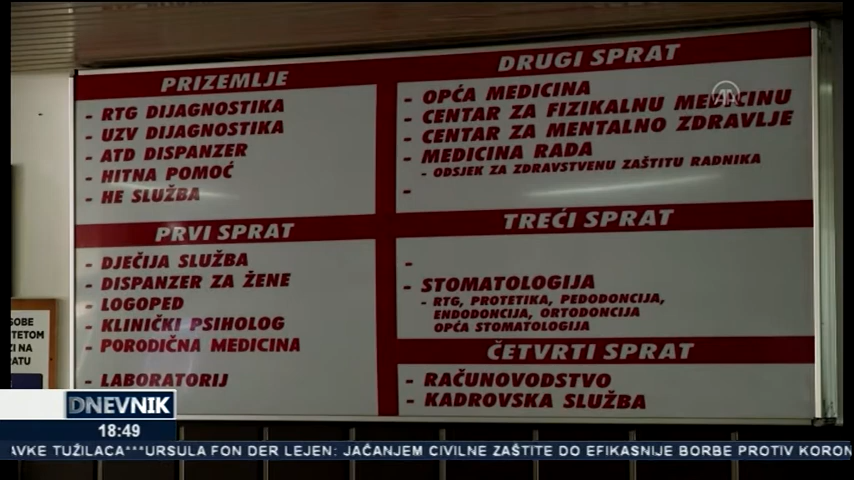 PRIZEMLJE
- RTG DIJAGNOSTIKA
- UZV DIJAGNOSTIKA
- ATD DISPANZER
- HITNA POMOĆ
- HE SLUŽBA
PRVI SPRAT
- DJEČIJA SLUŽBA
- DISPANZER ZA ŽENE
- LOGOPED
- KLINIČKI PSIHOLOG
- PORODIČNA MEDICINA
- LABORATORIJ
DRUGI SPRAT
- OPĆA MEDICINA
- CENTAR ZA FIZIKALNU MEDICINU
- CENTAR ZA MENTALNO ZDRAVLJE
- MEDICINA RADA
- ODSJEK ZA ZDRAVSTVENU ZAŠTITU RADNIKA
-
TREĆI SPRAT
-
- STOMATOLOGIJA
- RTG, PROTETIKA, PEDODONCIJA,
ENDODONCIJA, ORTODONCIJA
OPĆA STOMATOLOGIJA
ČETVRTI SPRAT
- RAČUNOVODSTVO
- KADROVSKA SLUŽBA
AA
DNEVNIK
18:49
AVKE TUŽILACA***URSULA FON DER LEJEN: JAČANJEM CIVILNE ZAŠTITE DO EFIKASNIJE BORBE PROTIV KORON